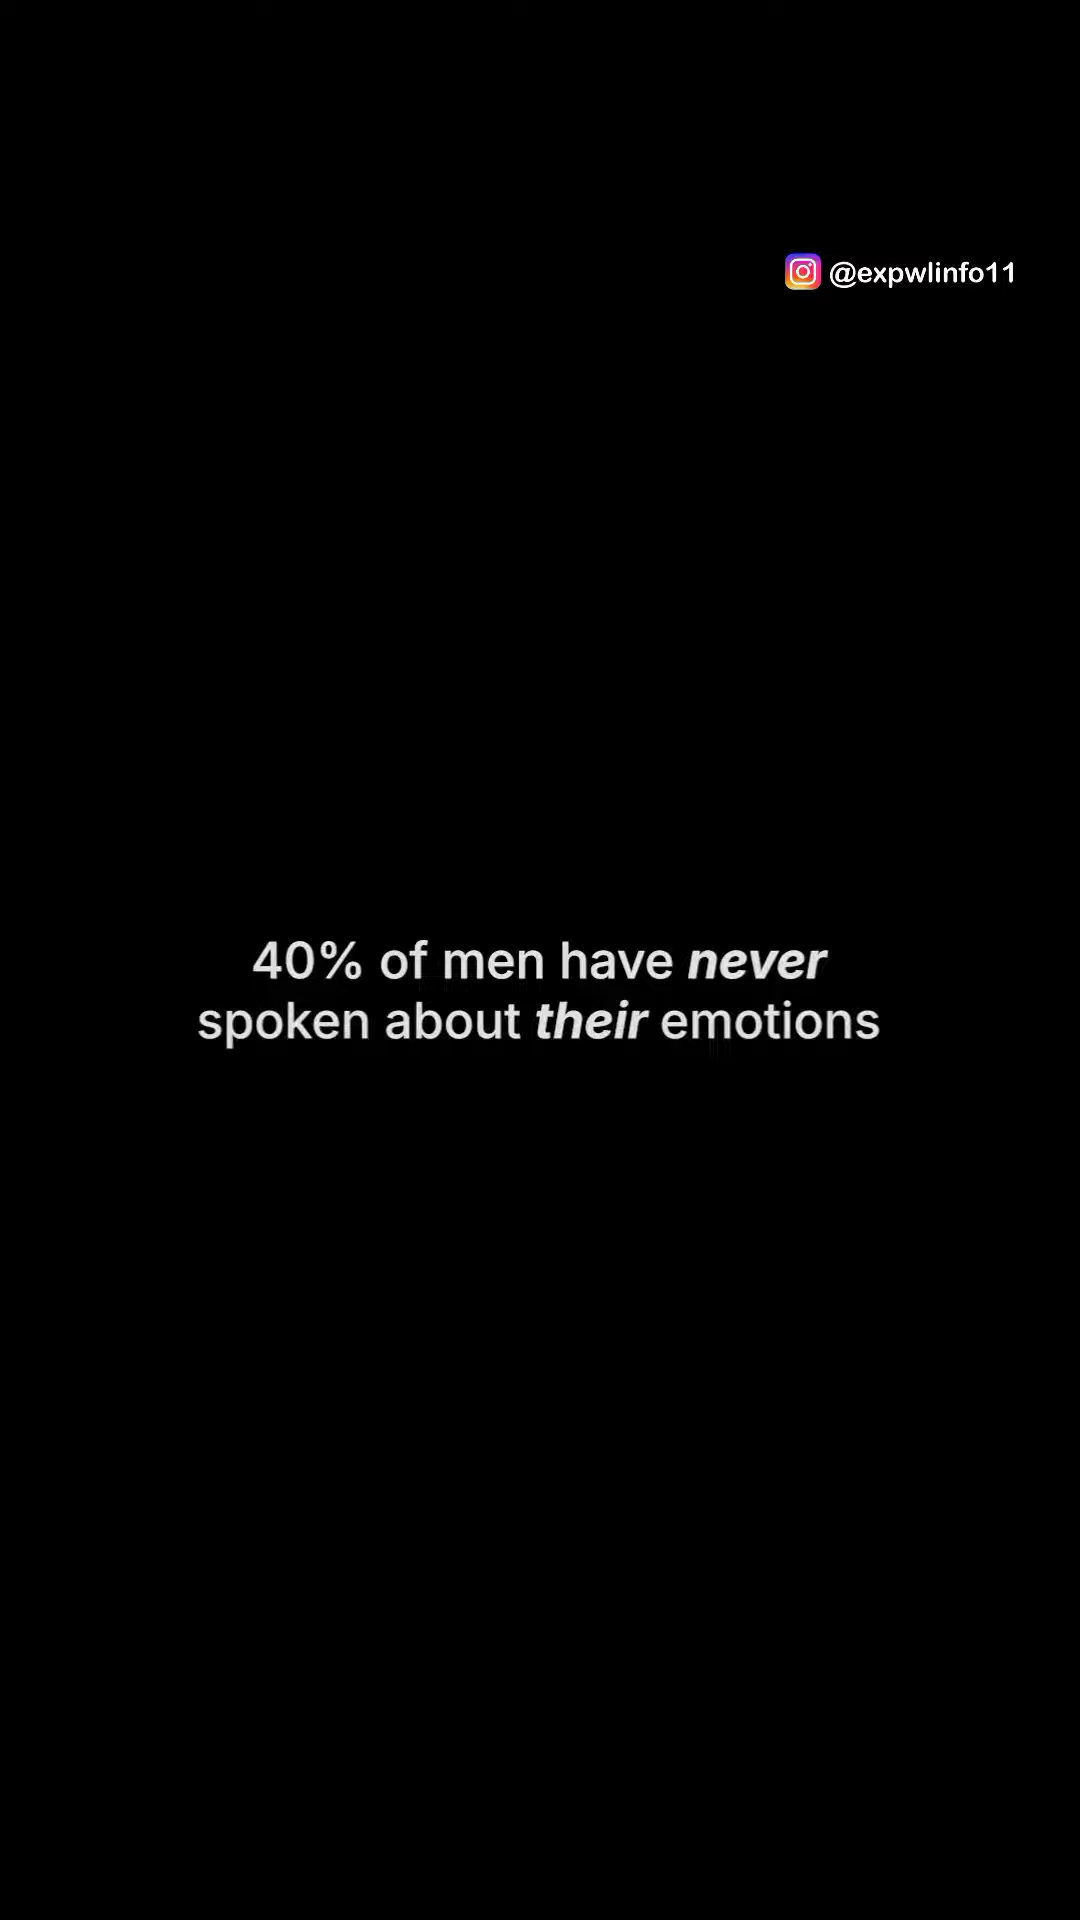 @expwlinfo11
40% of men have never
spoken about their emotions